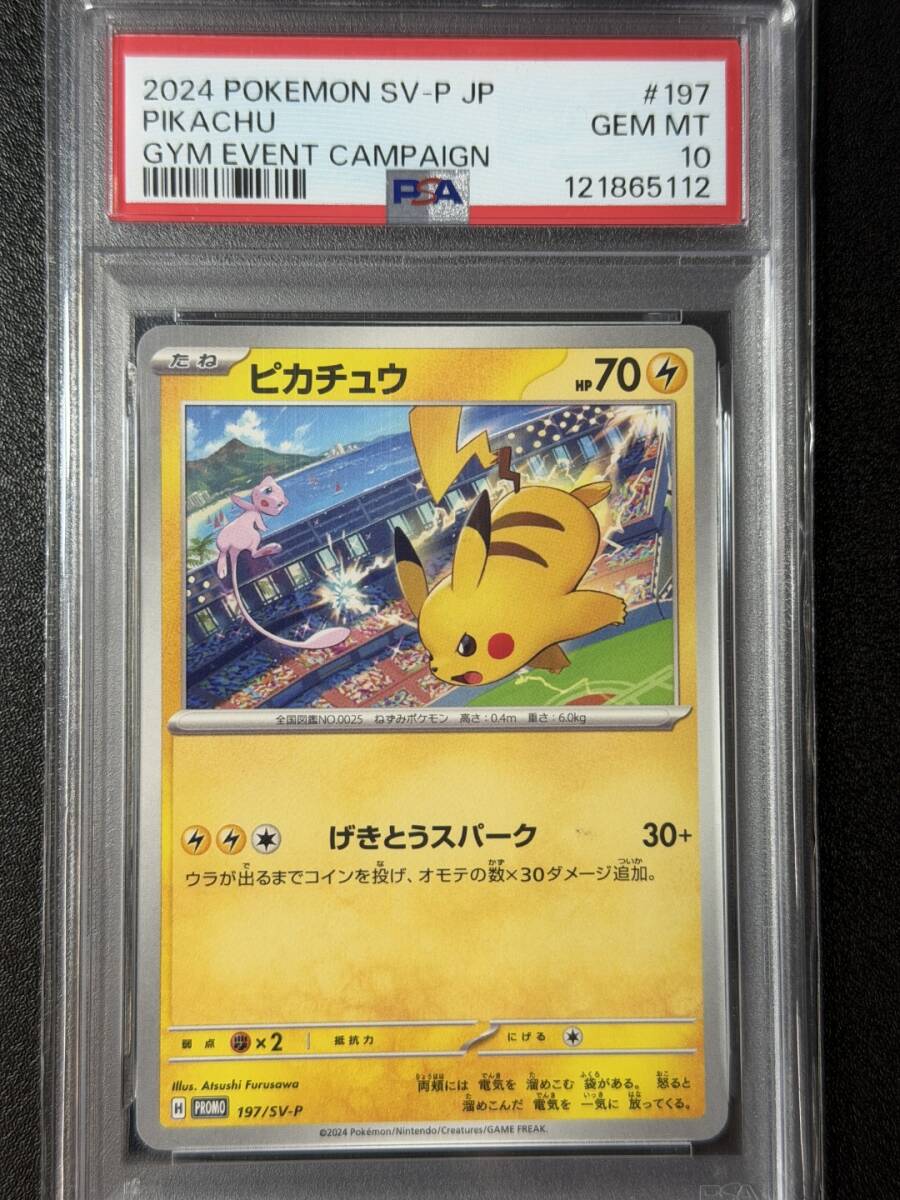 2024 POKEMON SV-P JP #197
PIKACHU GEM MT
GYM EVENT CAMPAIGN 10
PSA 121865112
たね ピカチュウ HP70
全国図鑑NO.0025 ねずみポケモン 高さ:0.4m 重さ:6.0kg
げきとうスパーク 30+
ウラが出るまでコインを投げ、オモテの数×30ダメージ追加。
弱点 ×2 抵抗力 にげる
Illus. Atsushi Furusawa
両頬には 電気を 溜めこむ 袋がある。 怒ると
溜めこんだ 電気を 一気に 放ってくる。
H PROMO 197/SV-P
©2024 Pokémon/Nintendo/Creatures/GAME FREAK.
PSA